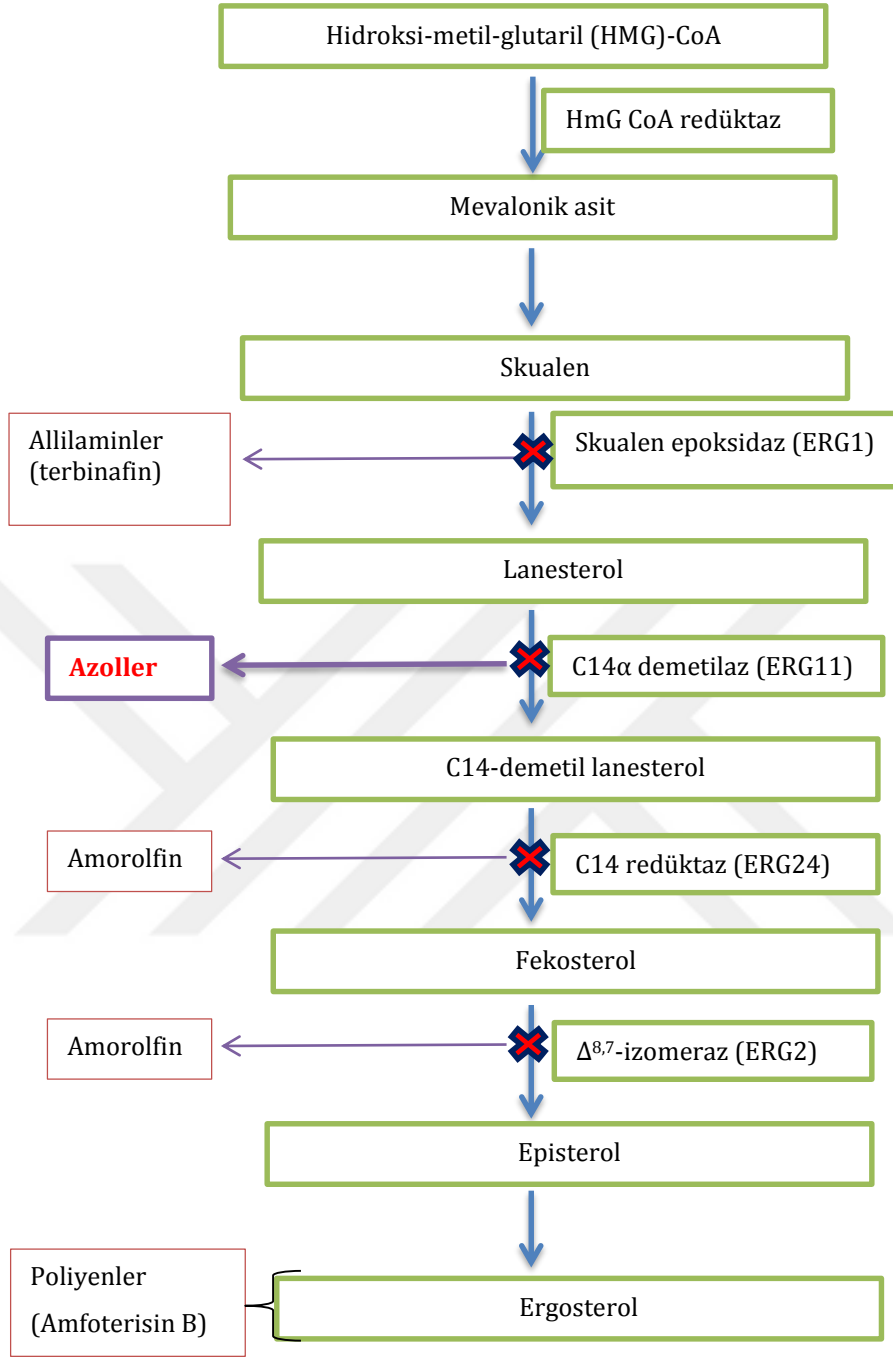 Hidroksi-metil-glutaril (HMG)-CoA
HmG CoA redüktaz
Mevalonik asit
Skualen
Allilaminler
(terbinafin)
Skualen epoksidaz (ERG1)
Lanesterol
Azoller
C14α demetilaz (ERG11)
C14-demetil lanesterol
Amorolfin
C14 redüktaz (ERG24)
Fekosterol
Amorolfin
Δ⁸,⁷-izomeraz (ERG2)
Episterol
Poliyenler
(Amfoterisin B)
Ergosterol